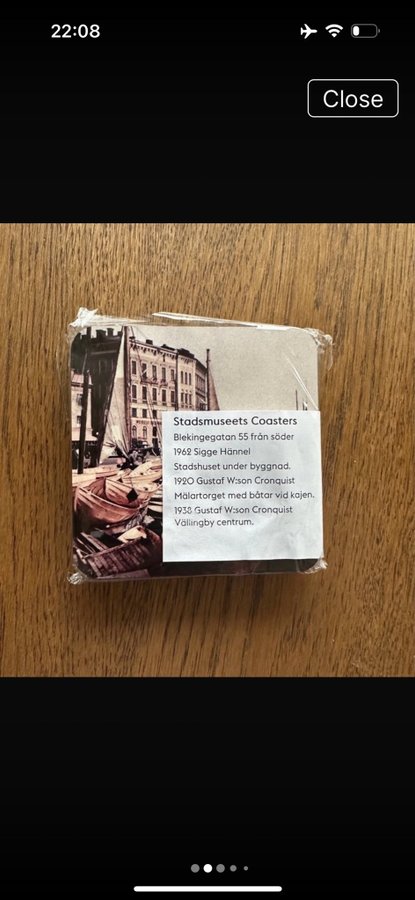 22:08
Close
Stadsmuseets Coasters
Blekingegatan 55 från söder
1962 Sigge Hännel
Stadshuset under byggnad.
1920 Gustaf W:son Cronquist
Mälartorget med båtar vid kajen.
1938 Gustaf W:son Cronquist
Vällingby centrum.